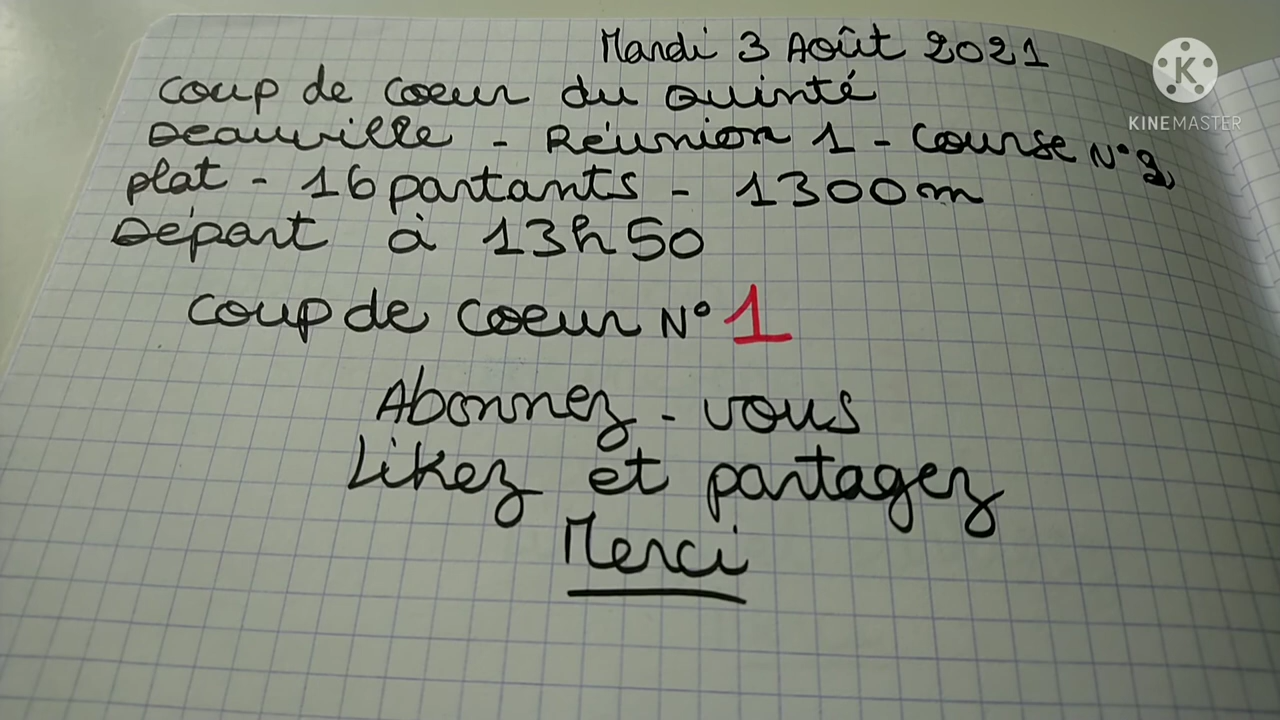 Mardi 3 Août 2021
KINEMASTER
Coup de coeur du Quinté
Deauville - Réunion 1 - Course N° 2
plat - 16 partants - 1300m
Départ à 13h50
Coup de coeur N° 1
Abonnez-vous
Likez et partagez
Merci